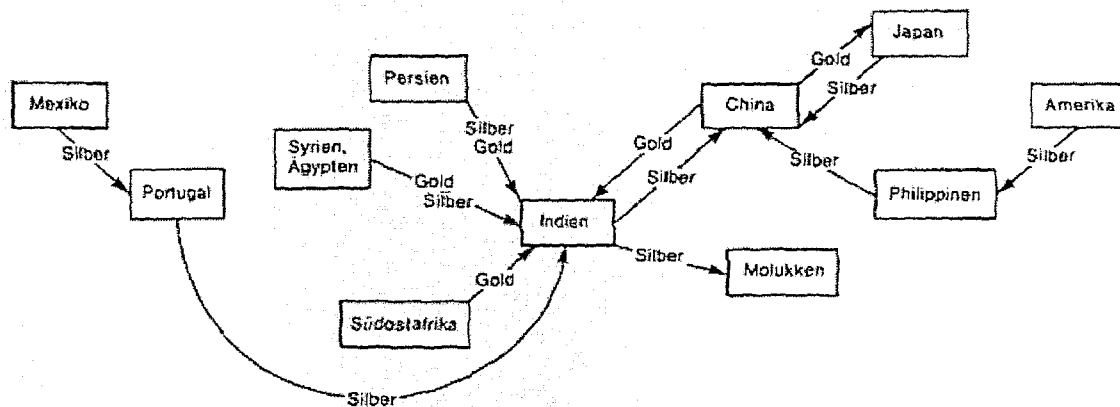 Japan
Gold
Persien
Silber
Mexiko
China
Amerika
Silber
Gold
Syrien,
Ägypten
Silber
Gold
Silber
Gold
Silber
Silber
Portugal
Philippinen
Indien
Silber
Molukken
Gold
Südostafrika
Silber